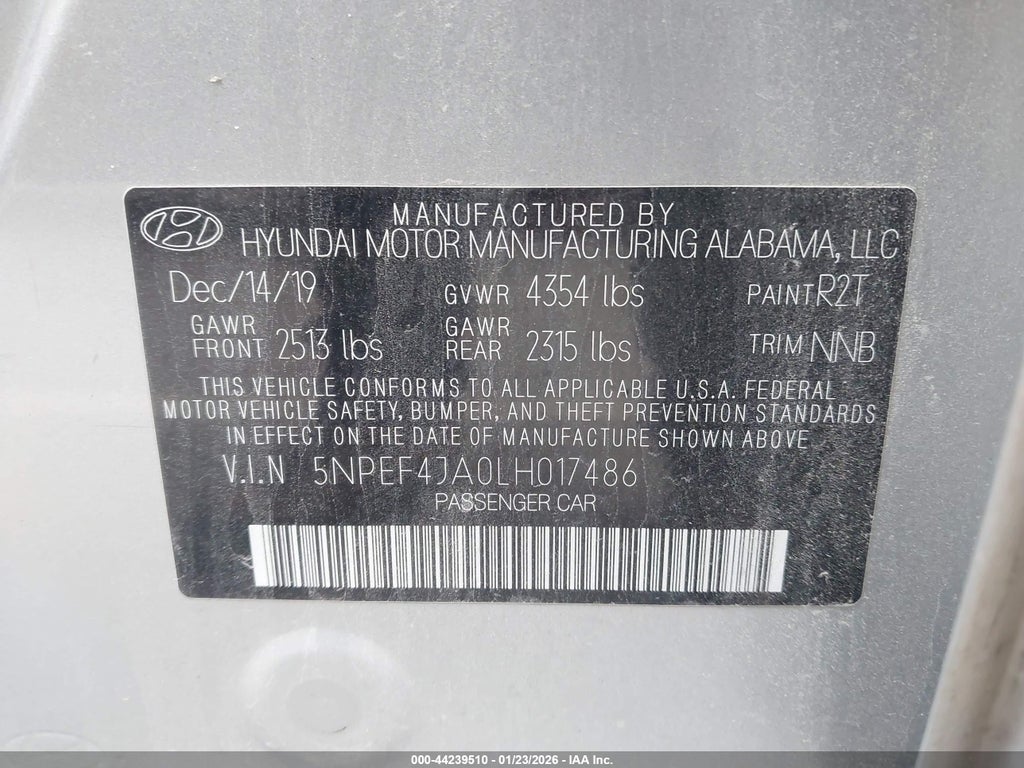 MANUFACTURED BY
HYUNDAI MOTOR MANUFACTURING ALABAMA, LLC
Dec/14/19 GVWR 4354 lbs PAINT R2T
GAWR FRONT 2513 lbs GAWR REAR 2315 lbs TRIM NNB
THIS VEHICLE CONFORMS TO ALL APPLICABLE U.S.A. FEDERAL
MOTOR VEHICLE SAFETY, BUMPER, AND THEFT PREVENTION STANDARDS
IN EFFECT ON THE DATE OF MANUFACTURE SHOWN ABOVE
V.I.N 5NPEF4JA0LH017486
PASSENGER CAR
000-44239510 - 01/23/2026 - IAA Inc.